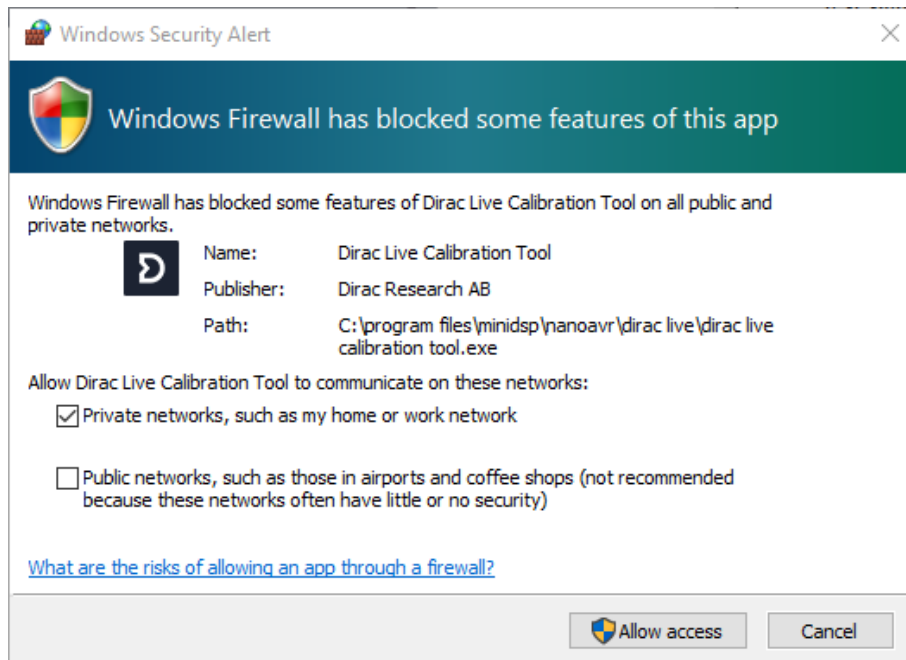 Windows Security Alert
Windows Firewall has blocked some features of this app
Windows Firewall has blocked some features of Dirac Live Calibration Tool on all public and
private networks.
Name: Dirac Live Calibration Tool
Publisher: Dirac Research AB
Path: C:\program files\minidsp\nanoavr\dirac live\dirac live
calibration tool.exe
Allow Dirac Live Calibration Tool to communicate on these networks:
Private networks, such as my home or work network
Public networks, such as those in airports and coffee shops (not recommended
because these networks often have little or no security)
What are the risks of allowing an app through a firewall?
Allow access Cancel